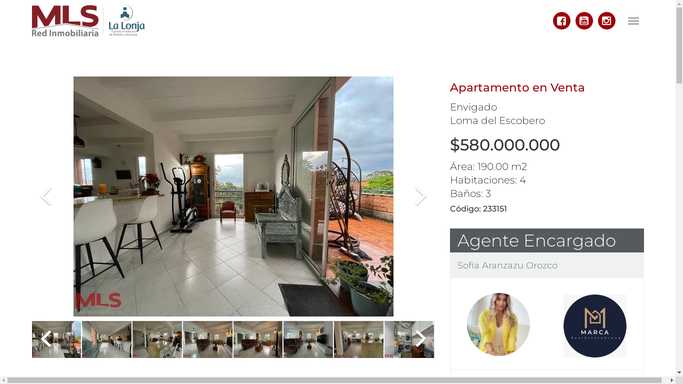 MLS
Red Inmobiliaria
La Lonja
Apartamento en Venta
Envigado
Loma del Escobero
$580.000.000
Área: 190.00 m2
Habitaciones: 4
Baños: 3
Código: 233151
Agente Encargado
Sofia Aranzazu Orozco
MLS
MARCA